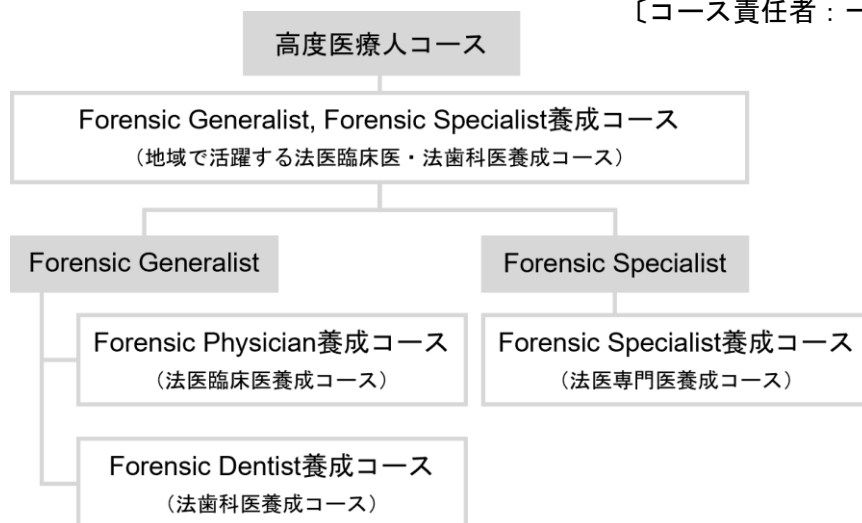 〔コース責任者：一
高度医療人コース
Forensic Generalist, Forensic Specialist養成コース
（地域で活躍する法医臨床医・法歯科医養成コース）
Forensic Generalist
Forensic Specialist
Forensic Physician養成コース
（法医臨床医養成コース）
Forensic Specialist養成コース
（法医専門医養成コース）
Forensic Dentist養成コース
（法歯科医養成コース）